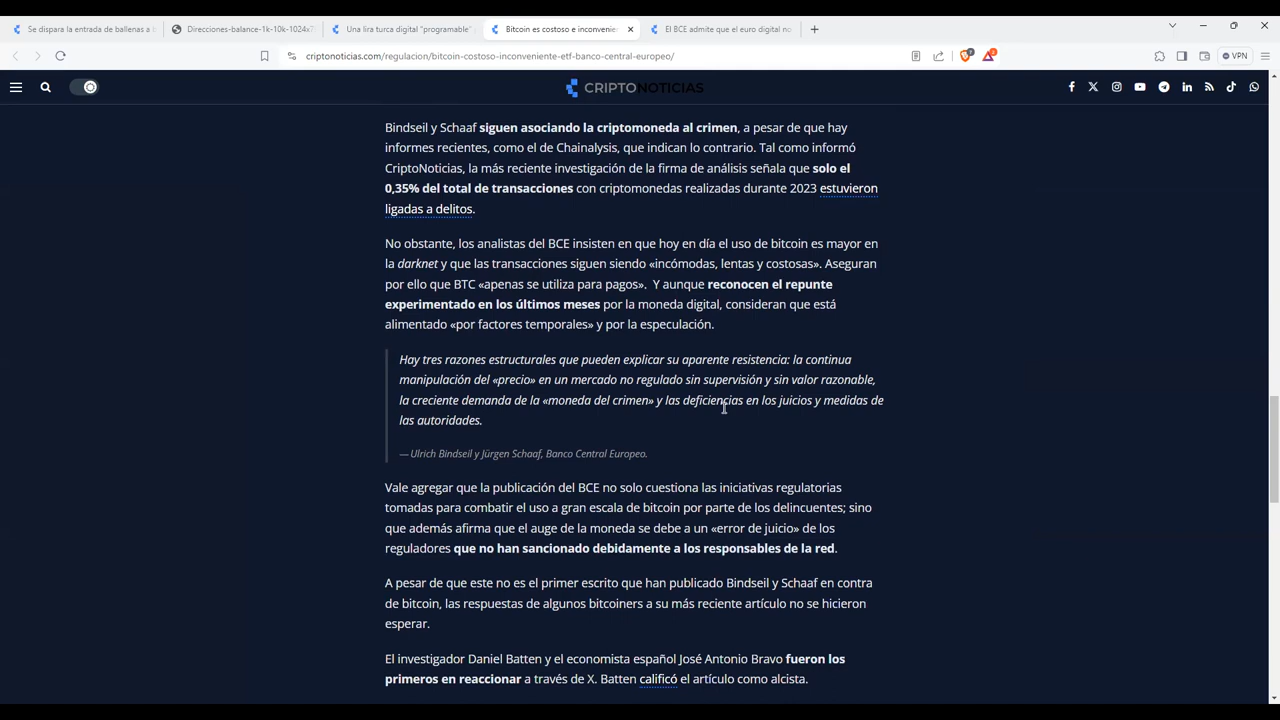 Se dispara la entrada de ballenas a b
Direcciones-balance-1k-10k-1024x7
Una lira turca digital "programable"
Bitcoin es costoso e inconvenien
El BCE admite que el euro digital no
criptonoticias.com/regulacion/bitcoin-costoso-inconveniente-etf-banco-central-europeo/
VPN
CRIPTONOTICIAS
Bindseil y Schaaf siguen asociando la criptomoneda al crimen, a pesar de que hay
informes recientes, como el de Chainalysis, que indican lo contrario. Tal como informó
CriptoNoticias, la más reciente investigación de la firma de análisis señala que solo el
0,35% del total de transacciones con criptomonedas realizadas durante 2023 estuvieron
ligadas a delitos.
No obstante, los analistas del BCE insisten en que hoy en día el uso de bitcoin es mayor en
la darknet y que las transacciones siguen siendo «incómodas, lentas y costosas». Aseguran
por ello que BTC «apenas se utiliza para pagos». Y aunque reconocen el repunte
experimentado en los últimos meses por la moneda digital, consideran que está
alimentado «por factores temporales» y por la especulación.
Hay tres razones estructurales que pueden explicar su aparente resistencia: la continua
manipulación del «precio» en un mercado no regulado sin supervisión y sin valor razonable,
la creciente demanda de la «moneda del crimen» y las deficiencias en los juicios y medidas de
las autoridades.
— Ulrich Bindseil y Jürgen Schaaf, Banco Central Europeo.
Vale agregar que la publicación del BCE no solo cuestiona las iniciativas regulatorias
tomadas para combatir el uso a gran escala de bitcoin por parte de los delincuentes; sino
que además afirma que el auge de la moneda se debe a un «error de juicio» de los
reguladores que no han sancionado debidamente a los responsables de la red.
A pesar de que este no es el primer escrito que han publicado Bindseil y Schaaf en contra
de bitcoin, las respuestas de algunos bitcoiners a su más reciente artículo no se hicieron
esperar.
El investigador Daniel Batten y el economista español José Antonio Bravo fueron los
primeros en reaccionar a través de X. Batten calificó el artículo como alcista.